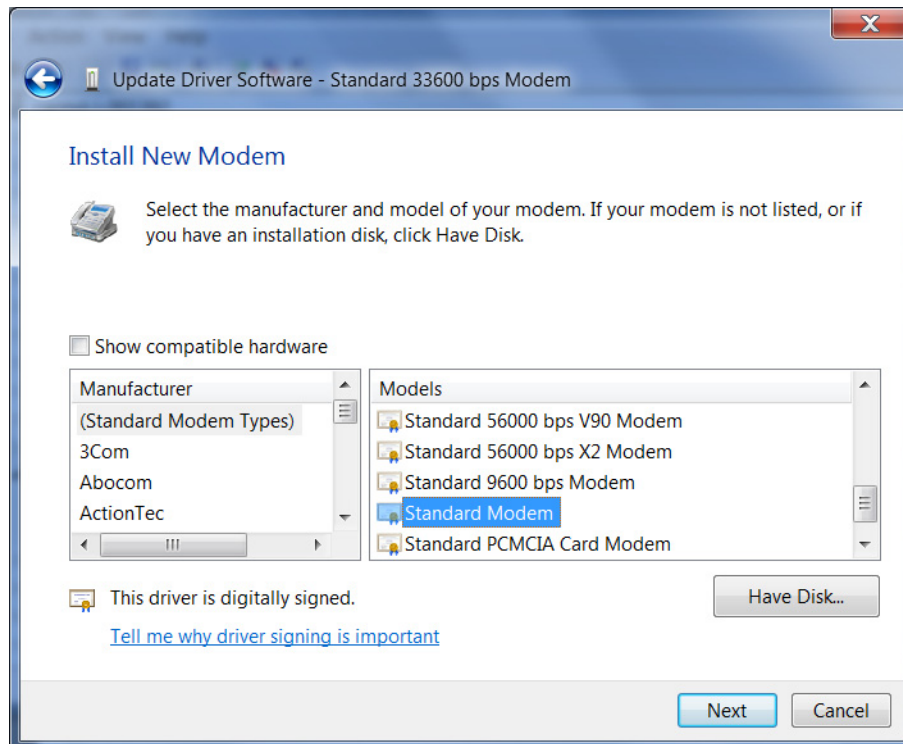 Action View Help
X
Update Driver Software - Standard 33600 bps Modem
Install New Modem
Select the manufacturer and model of your modem. If your modem is not listed, or if
you have an installation disk, click Have Disk.
Show compatible hardware
Manufacturer
(Standard Modem Types)
3Com
Abocom
ActionTec
Models
Standard 56000 bps V90 Modem
Standard 56000 bps X2 Modem
Standard 9600 bps Modem
Standard Modem
Standard PCMCIA Card Modem
This driver is digitally signed.
Tell me why driver signing is important
Have Disk...
Next
Cancel